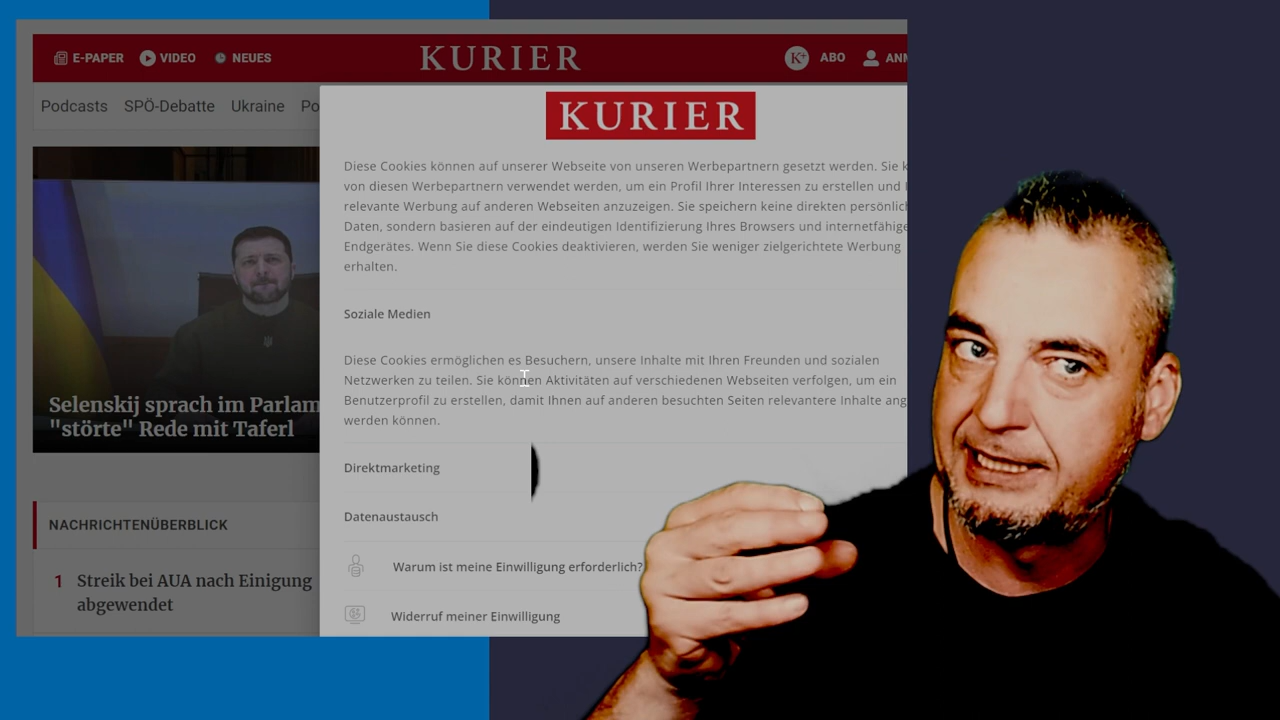 E-PAPER VIDEO NEUES KURIER K+ ABO
Podcasts SPÖ-Debatte Ukraine
KURIER
Diese Cookies können auf unserer Webseite von unseren Werbepartnern gesetzt werden. Sie
von diesen Werbepartnern verwendet werden, um ein Profil Ihrer Interessen zu erstellen und
relevante Werbung auf anderen Webseiten anzuzeigen. Sie speichern keine direkten
Daten, sondern basieren auf der eindeutigen Identifizierung Ihres Browsers und
Endgerätes. Wenn Sie diese Cookies deaktivieren, werden Sie weniger zielgerichtete Werbung
erhalten.
Soziale Medien
Diese Cookies ermöglichen es Besuchern, unsere Inhalte mit Ihren Freunden und sozialen
Netzwerken zu teilen. Sie können Aktivitäten auf verschiedenen Webseiten verfolgen, um ein
Benutzerprofil zu erstellen, damit Ihnen auf anderen besuchten Seiten relevantere Inhalte
werden können.
Direktmarketing
Datenaustausch
Warum ist meine Einwilligung erforderlich?
Widerruf meiner Einwilligung
Selenskij sprach im
"störte" Rede mit Taferl
NACHRICHTENÜBERBLICK
1 Streik bei AUA nach Einigung
abgewendet